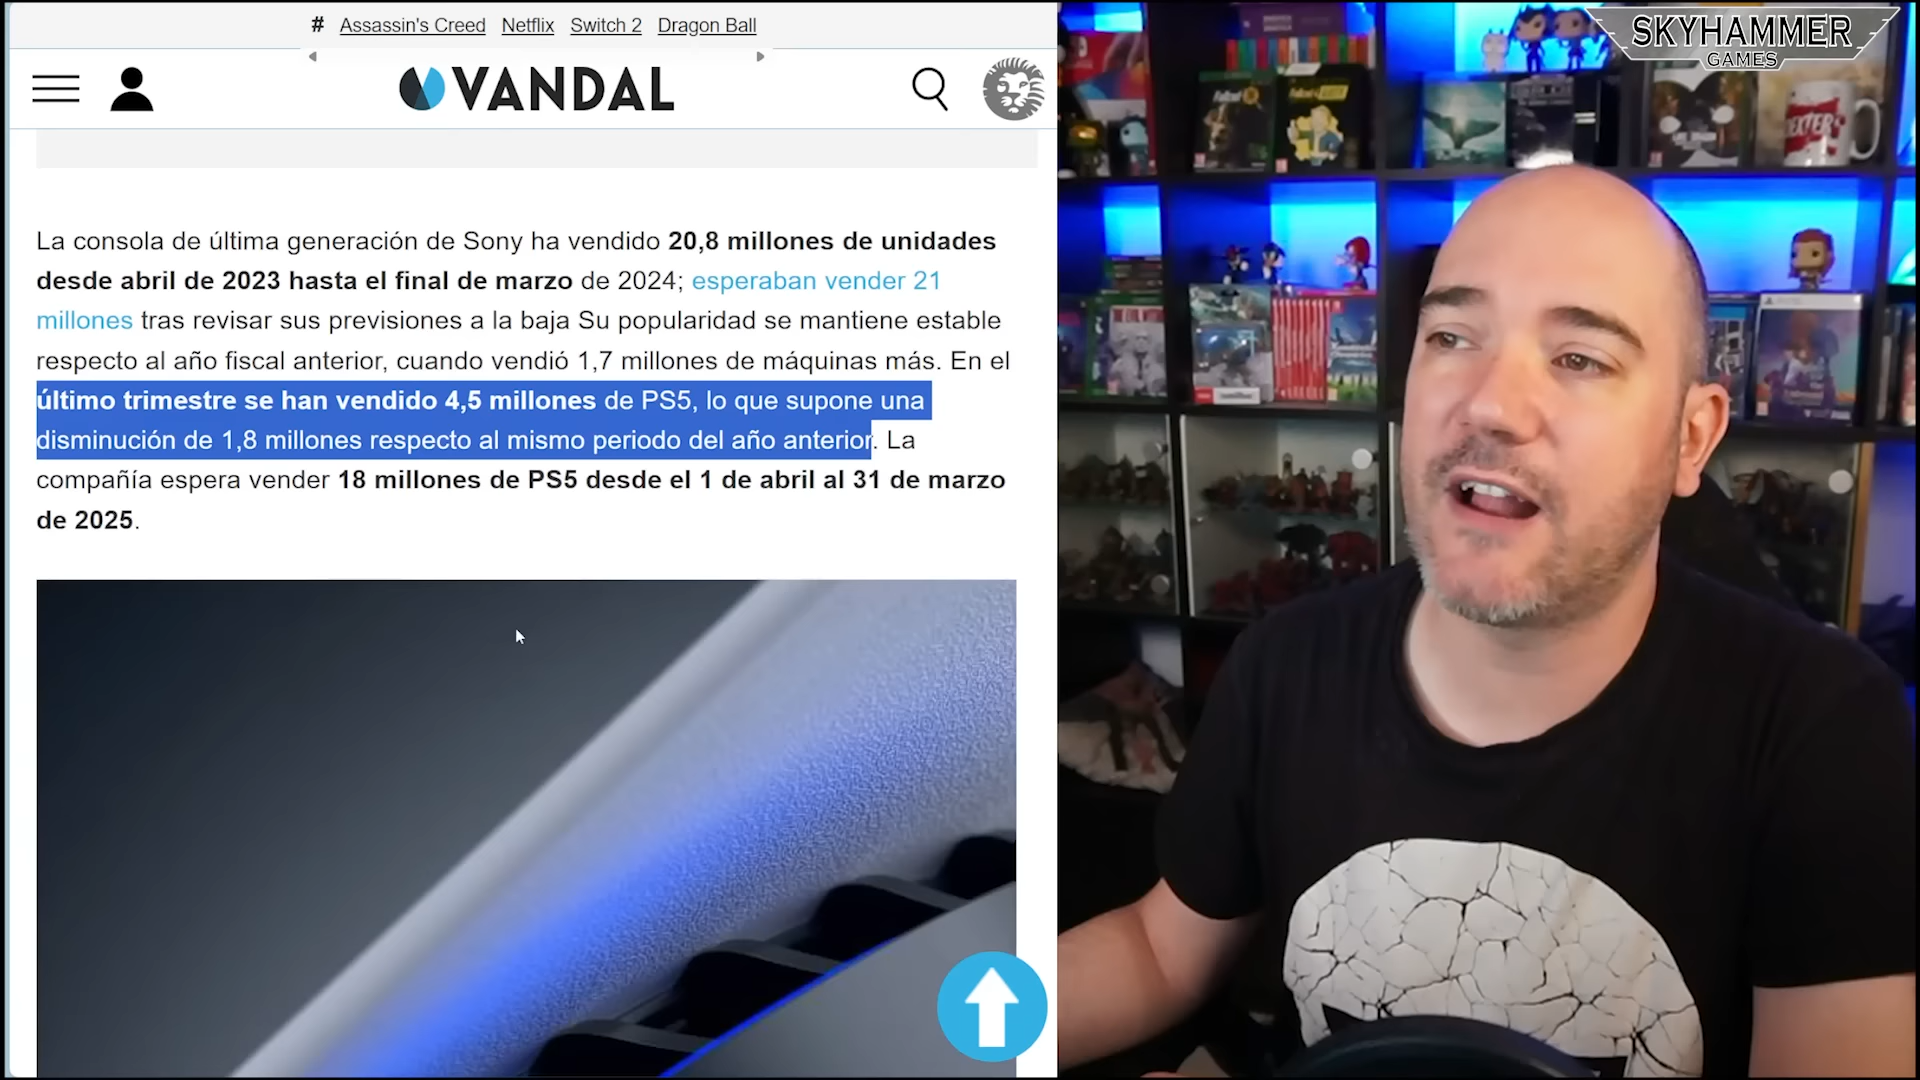 # Assassin's Creed Netflix Switch 2 Dragon Ball
VANDAL
SKYHAMMER
GAMES
La consola de última generación de Sony ha vendido 20,8 millones de unidades
desde abril de 2023 hasta el final de marzo de 2024; esperaban vender 21
millones tras revisar sus previsiones a la baja Su popularidad se mantiene estable
respecto al año fiscal anterior, cuando vendió 1,7 millones de máquinas más. En el
último trimestre se han vendido 4,5 millones de PS5, lo que supone una
disminución de 1,8 millones respecto al mismo periodo del año anterior. La
compañía espera vender 18 millones de PS5 desde el 1 de abril al 31 de marzo
de 2025.
DEXTER